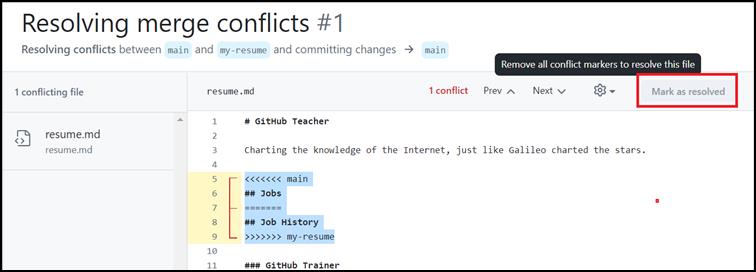 Resolving merge conflicts #1
Resolving conflicts between main and my-resume and committing changes → main
Remove all conflict markers to resolve this file
1 conflicting file
resume.md
1 conflict Prev Next Mark as resolved
resume.md
resume.md
1 # GitHub Teacher
2
3 Charting the knowledge of the Internet, just like Galileo charted the stars.
4
5 <<<<<<< main
6 ## Jobs
7 =======
8 ## Job History
9 >>>>>>> my-resume
10
11 ### GitHub Trainer